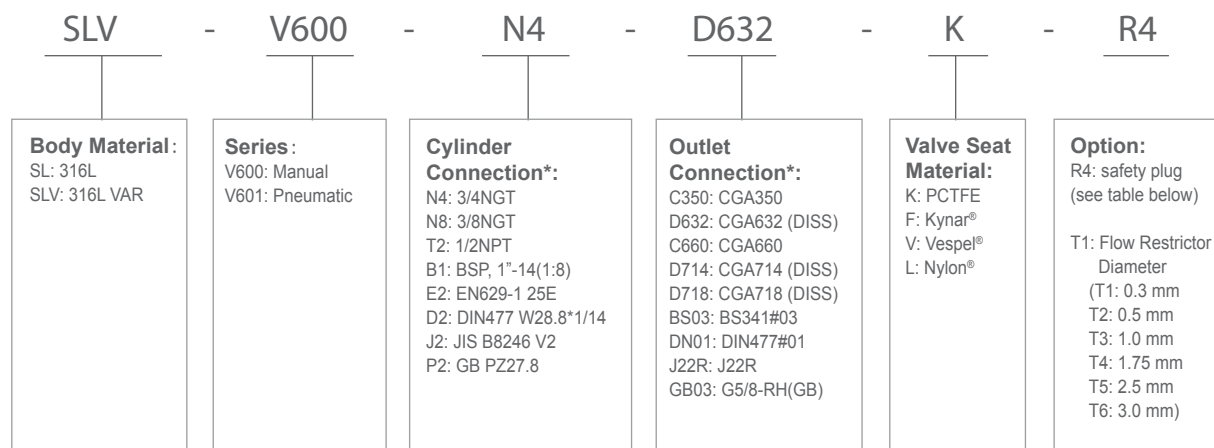 SLV - V600 - N4 - D632 - K - R4
Body Material:
SL: 316L
SLV: 316L VAR
Series:
V600: Manual
V601: Pneumatic
Cylinder
Connection*:
N4: 3/4NGT
N8: 3/8NGT
T2: 1/2NPT
B1: BSP, 1”-14(1:8)
E2: EN629-1 25E
D2: DIN477 W28.8*1/14
J2: JIS B8246 V2
P2: GB PZ27.8
Outlet
Connection*:
C350: CGA350
D632: CGA632 (DISS)
C660: CGA660
D714: CGA714 (DISS)
D718: CGA718 (DISS)
BS03: BS341#03
DN01: DIN477#01
J22R: J22R
GB03: G5/8-RH(GB)
Valve Seat
Material:
K: PCTFE
F: Kynar®
V: Vespel®
L: Nylon®
Option:
R4: safety plug
(see table below)
T1: Flow Restrictor
Diameter
(T1: 0.3 mm
T2: 0.5 mm
T3: 1.0 mm
T4: 1.75 mm
T5: 2.5 mm
T6: 3.0 mm)